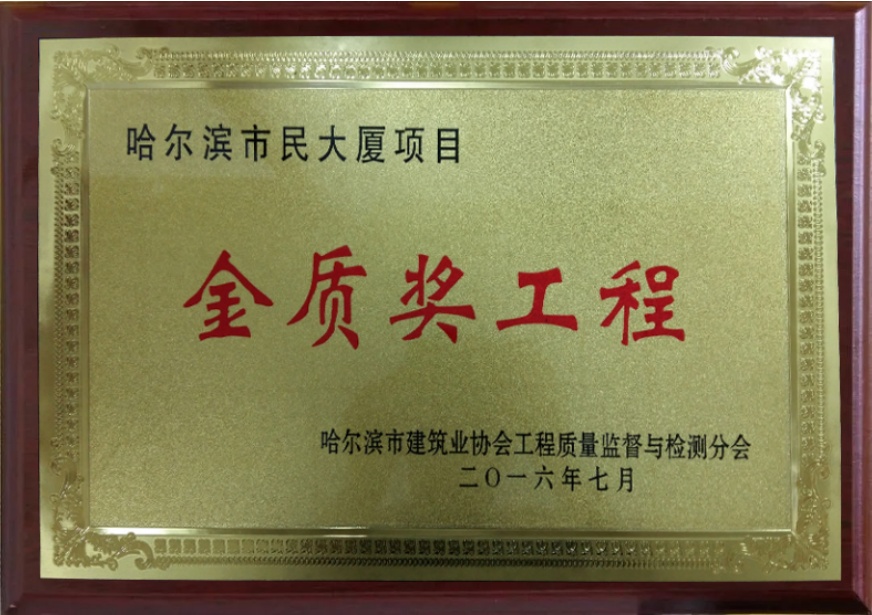 哈尔滨市民大厦项目
金质奖工程
哈尔滨市建筑业协会工程质量监督与检测分会
二〇一六年七月